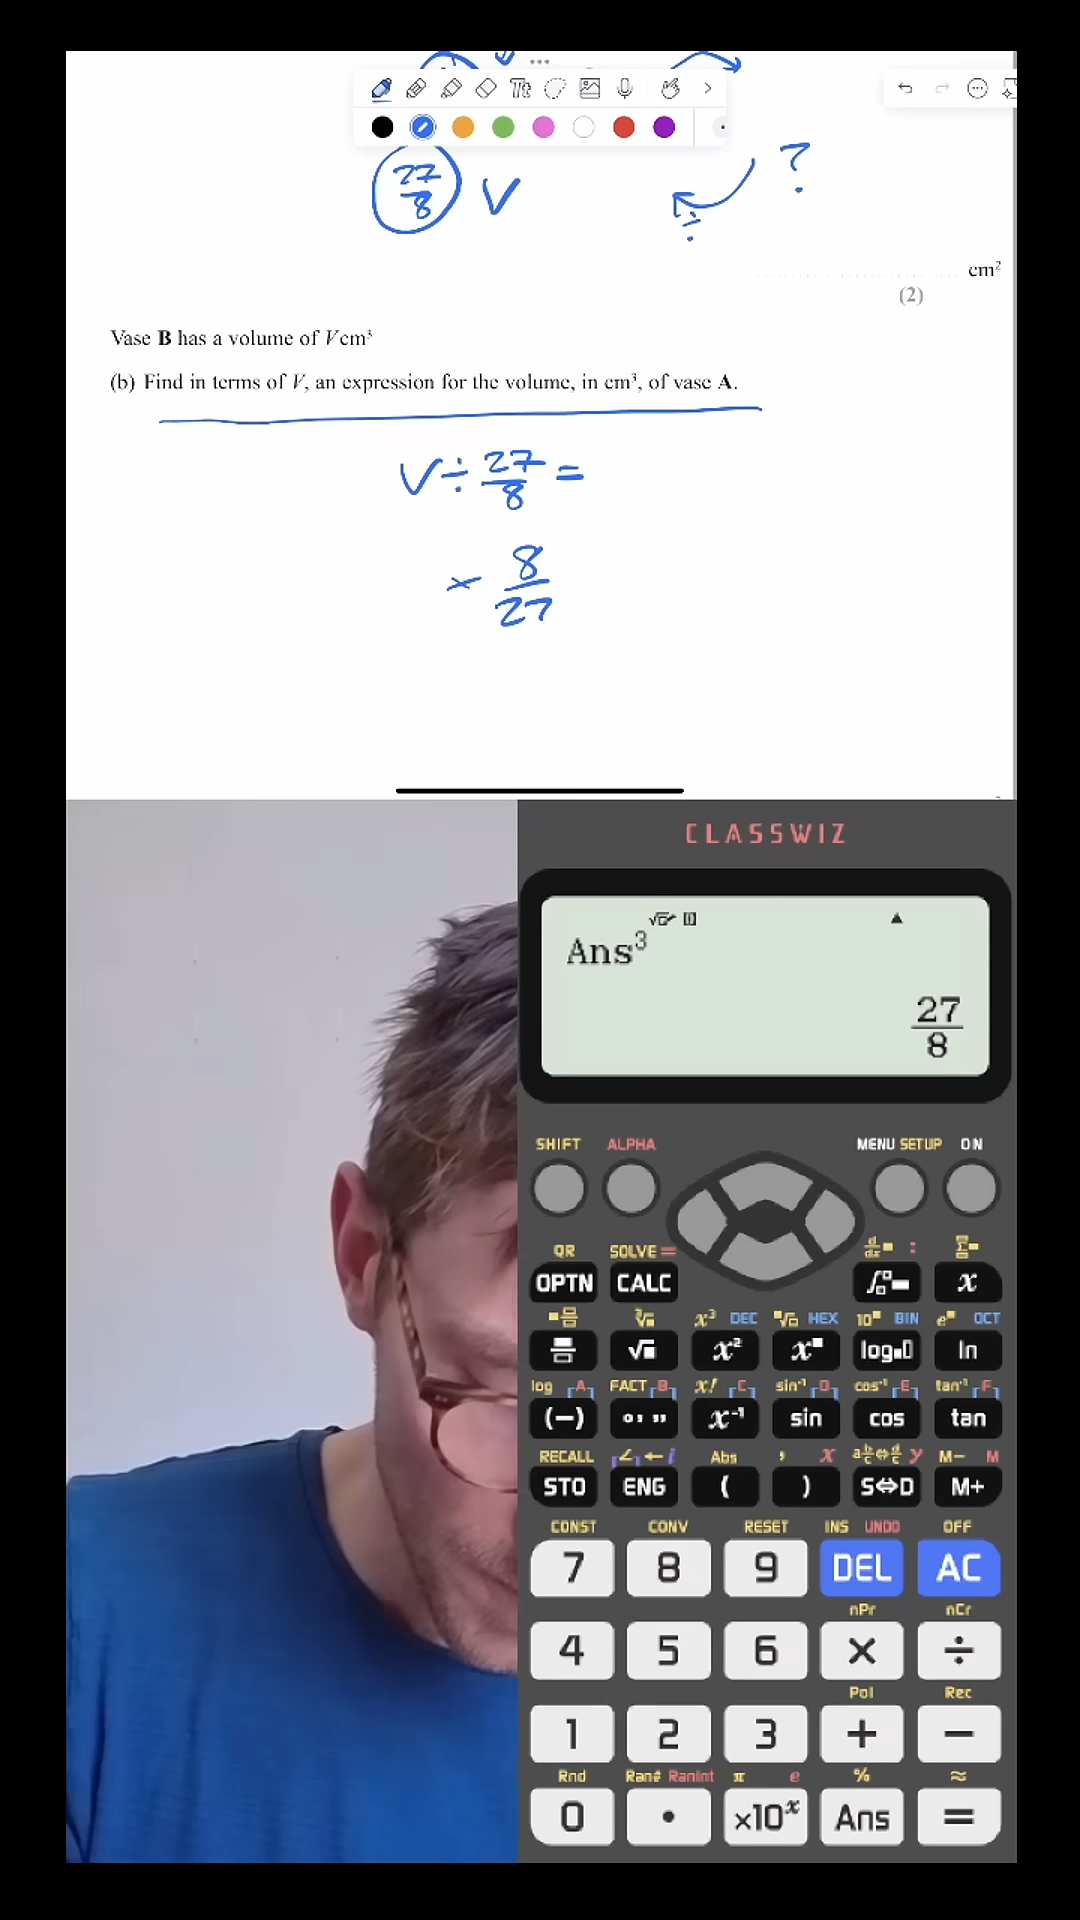 Tt
27
8 V ?
÷
cm²
(2)
Vase B has a volume of V cm³
(b) Find in terms of V, an expression for the volume, in cm³, of vase A.
V ÷ 27/8 =
× 8/27
CLASSWIZ
Ans³
27
8
SHIFT ALPHA MENU SETUP ON
QR SOLVE = d/dx :
OPTN CALC x
x³ DEC HEX 10■ BIN e■ OCT
√■ x² x■ log■▯ ln
log A FACT B x! C sin⁻¹ D cos⁻¹ E tan⁻¹ F
(−) ° ’ ” x⁻¹ sin cos tan
RECALL ∠ ← i Abs , x a b/c⇔d/c y M− M
STO ENG ( ) S⇔D M+
CONST CONV RESET INS UNDO OFF
7 8 9 DEL AC
nPr nCr
4 5 6 × ÷
Pol Rec
1 2 3 + −
Rnd Ran# RanInt π e % ≈
0 • ×10ˣ Ans =